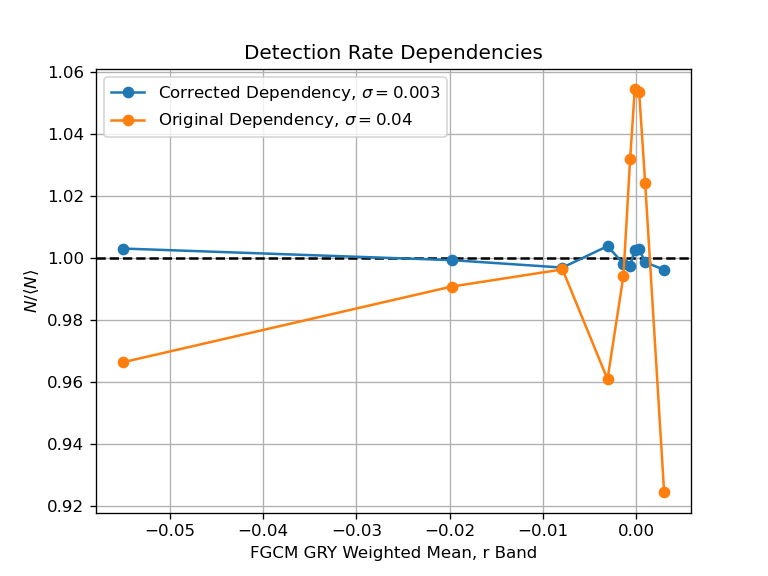 Detection Rate Dependencies
1.06
1.04
1.02
1.00
0.98
0.96
0.94
0.92
N/⟨N⟩
Corrected Dependency, σ = 0.003
Original Dependency, σ = 0.04
−0.05 −0.04 −0.03 −0.02 −0.01 0.00
FGCM GRY Weighted Mean, r Band